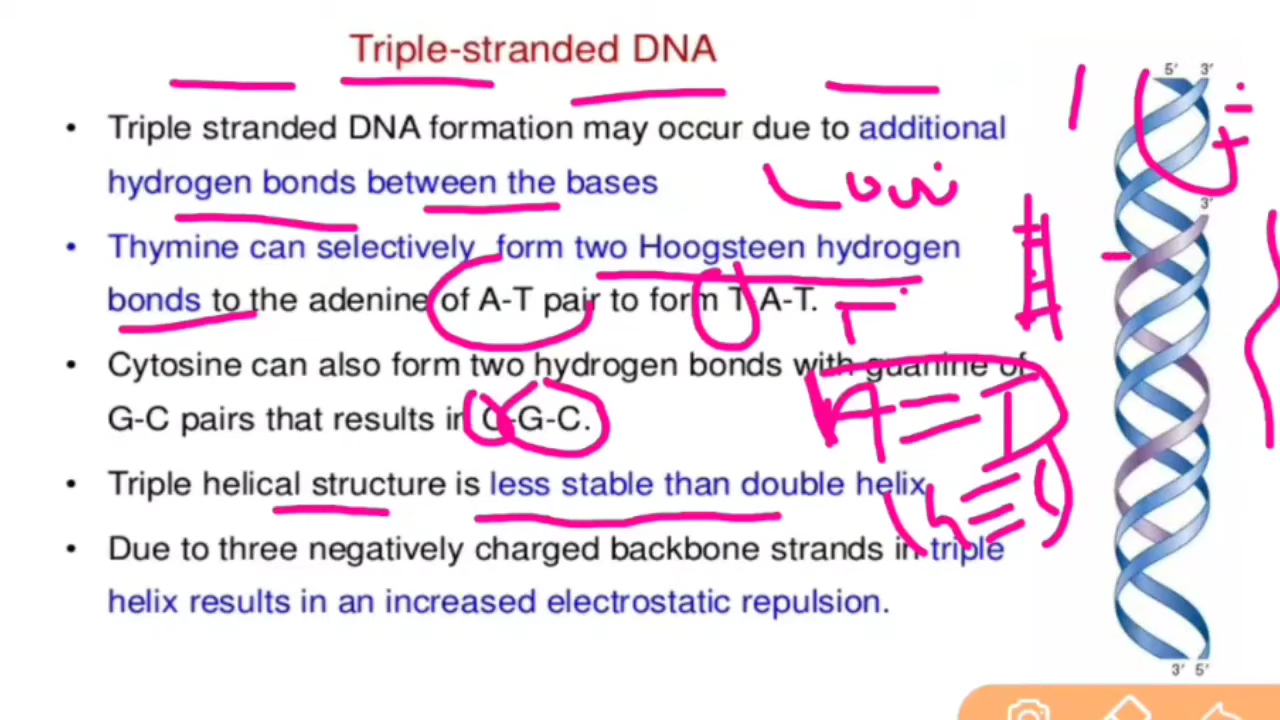 Triple-stranded DNA
5' 3'
• Triple stranded DNA formation may occur due to additional
hydrogen bonds between the bases
3'
• Thymine can selectively form two Hoogsteen hydrogen
bonds to the adenine of A-T pair to form T A-T.
• Cytosine can also form two hydrogen bonds with guanine of
G-C pairs that results in C-G-C.
A=T
• Triple helical structure is less stable than double helix
G≡C
• Due to three negatively charged backbone strands in triple
helix results in an increased electrostatic repulsion.
3' 5'